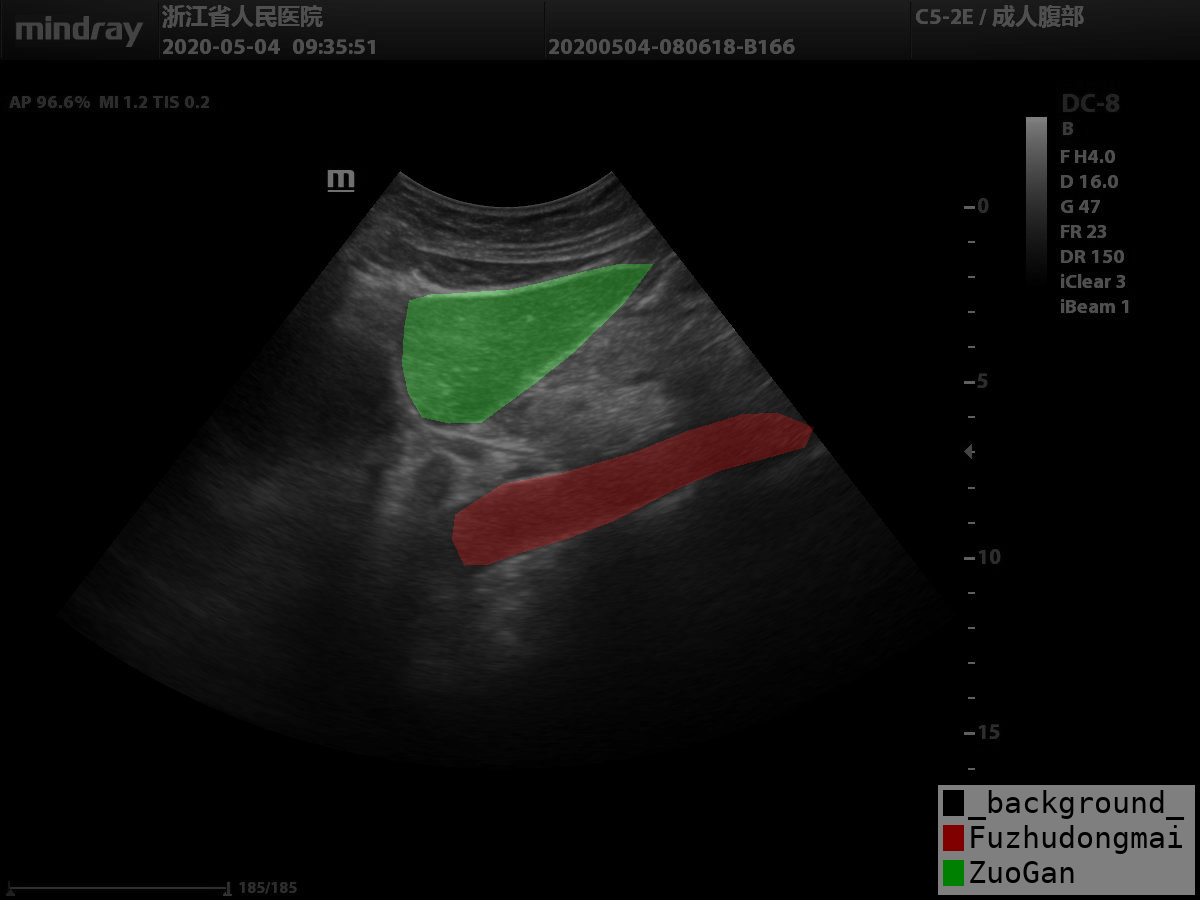 mindray
浙江省人民医院
2020-05-04 09:35:51
20200504-080618-B166
C5-2E / 成人腹部
AP 96.6% MI 1.2 TIS 0.2
DC-8
B
F H4.0
D 16.0
G 47
FR 23
DR 150
iClear 3
iBeam 1
m
0
5
10
15
_background_
Fuzhudongmai
ZuoGan
185/185